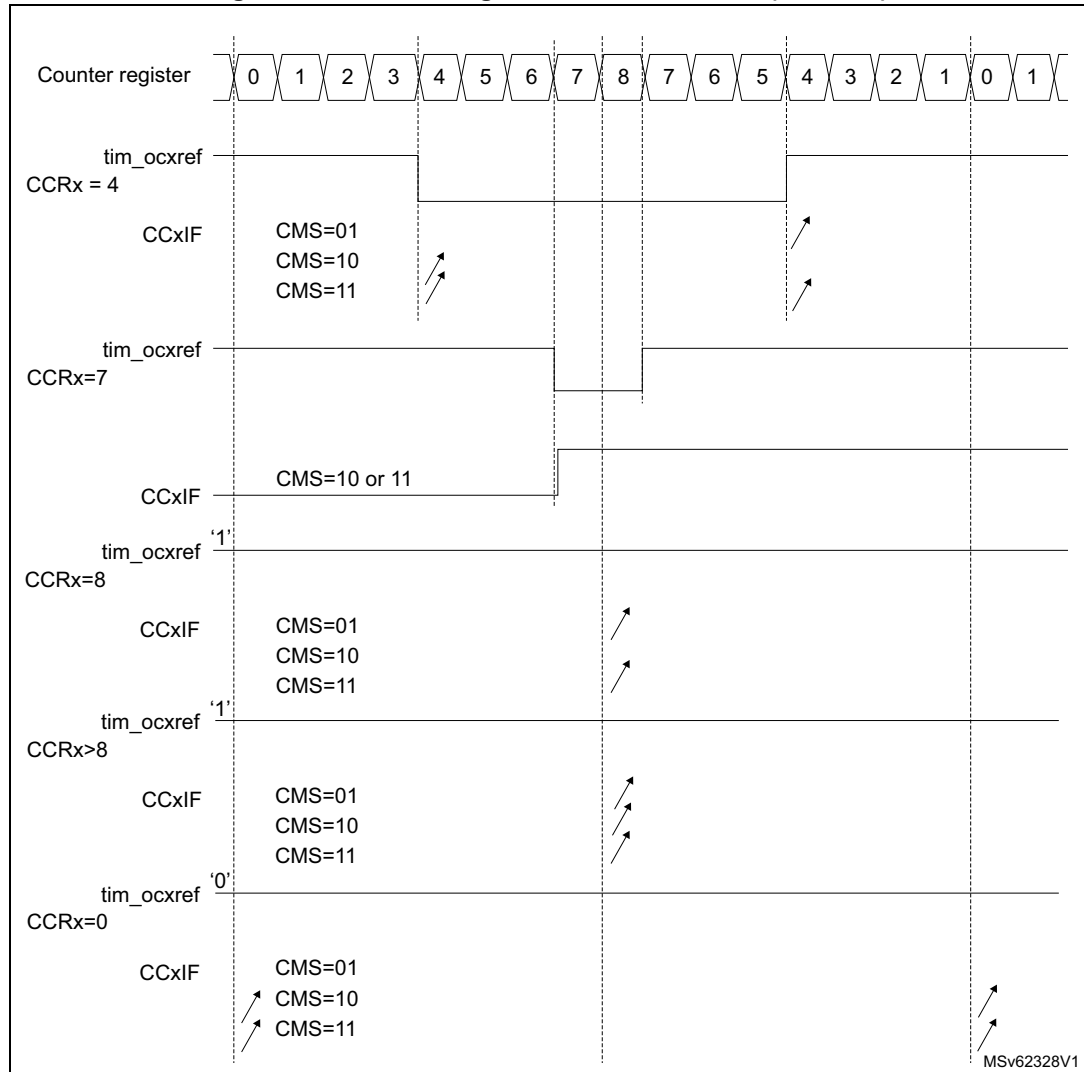 Counter register 0 1 2 3 4 5 6 7 8 7 6 5 4 3 2 1 0 1
tim_ocxref
CCRx = 4
CCxIF CMS=01
CMS=10
CMS=11
tim_ocxref
CCRx=7
CMS=10 or 11
CCxIF
tim_ocxref '1'
CCRx=8
CCxIF CMS=01
CMS=10
CMS=11
tim_ocxref '1'
CCRx>8
CCxIF CMS=01
CMS=10
CMS=11
tim_ocxref '0'
CCRx=0
CCxIF CMS=01
CMS=10
CMS=11
MSv62328V1